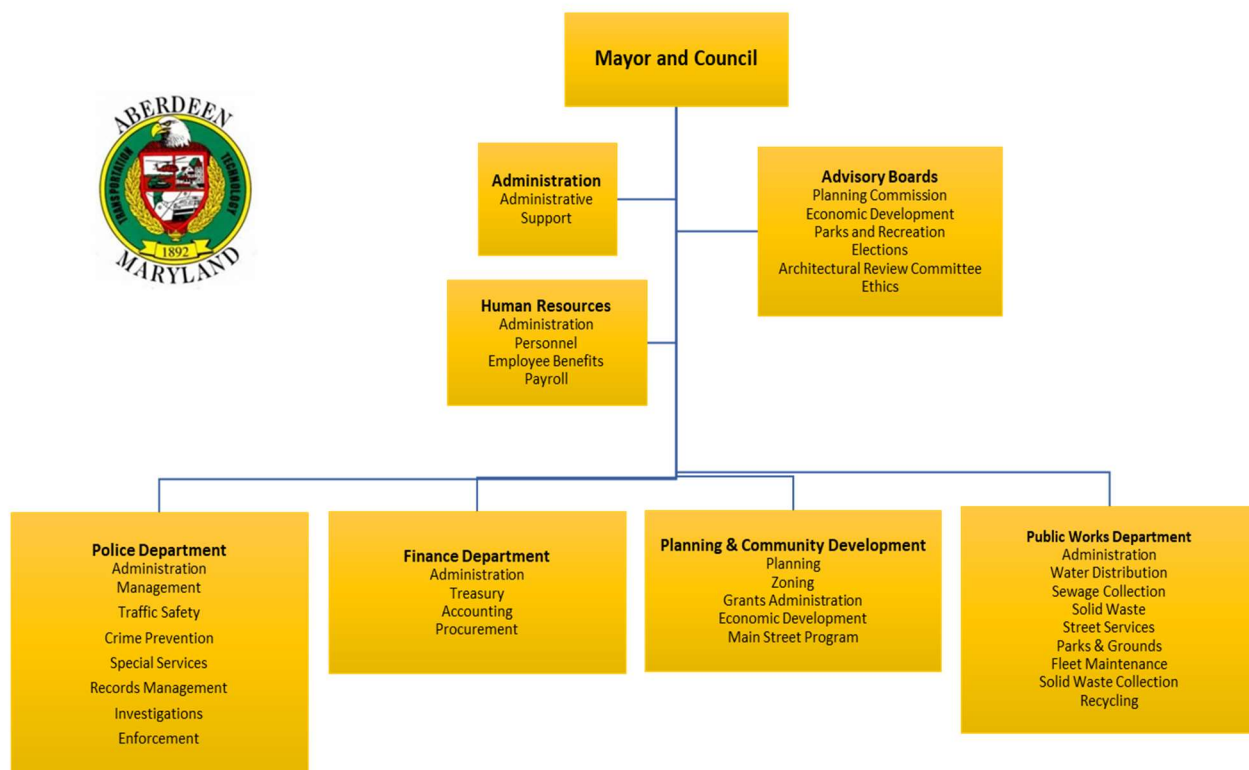 Mayor and Council
ABERDEEN
TRANSPORTATION
TECHNOLOGY
1892
MARYLAND
Administration
Administrative
Support
Advisory Boards
Planning Commission
Economic Development
Parks and Recreation
Elections
Architectural Review Committee
Ethics
Human Resources
Administration
Personnel
Employee Benefits
Payroll
Police Department
Administration
Management
Traffic Safety
Crime Prevention
Special Services
Records Management
Investigations
Enforcement
Finance Department
Administration
Treasury
Accounting
Procurement
Planning & Community Development
Planning
Zoning
Grants Administration
Economic Development
Main Street Program
Public Works Department
Administration
Water Distribution
Sewage Collection
Solid Waste
Street Services
Parks & Grounds
Fleet Maintenance
Solid Waste Collection
Recycling